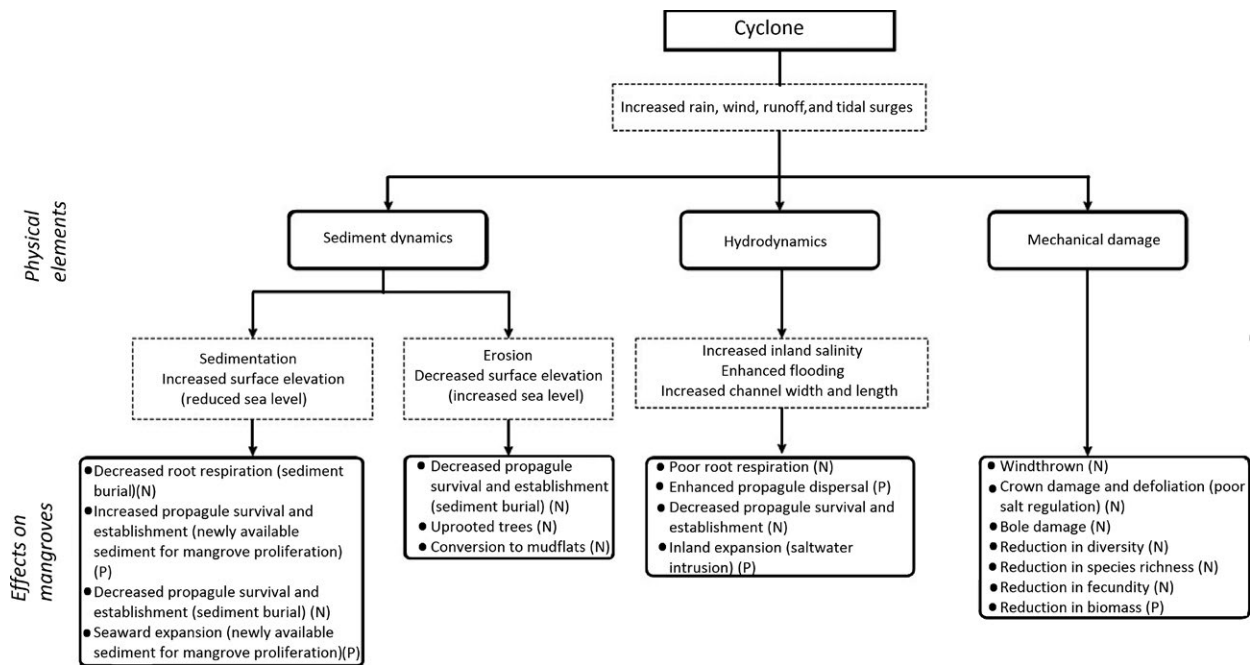 Cyclone
Increased rain, wind, runoff,and tidal surges
Physical
elements
Sediment dynamics
Hydrodynamics
Mechanical damage
Sedimentation
Increased surface elevation
(reduced sea level)
Erosion
Decreased surface elevation
(increased sea level)
Increased inland salinity
Enhanced flooding
Increased channel width and length
Effects on
mangroves
●Decreased root respiration (sediment
burial)(N)
●Increased propagule survival and
establishment (newly available
sediment for mangrove proliferation)
(P)
●Decreased propagule survival and
establishment (sediment burial) (N)
●Seaward expansion (newly available
sediment for mangrove proliferation)(P)
● Decreased propagule
survival and establishment
(sediment burial) (N)
● Uprooted trees (N)
● Conversion to mudflats (N)
● Poor root respiration (N)
● Enhanced propagule dispersal (P)
● Decreased propagule survival and
establishment (N)
● Inland expansion (saltwater
intrusion) (P)
● Windthrown (N)
● Crown damage and defoliation (poor
salt regulation) (N)
● Bole damage (N)
● Reduction in diversity (N)
● Reduction in species richness (N)
● Reduction in fecundity (N)
● Reduction in biomass (P)